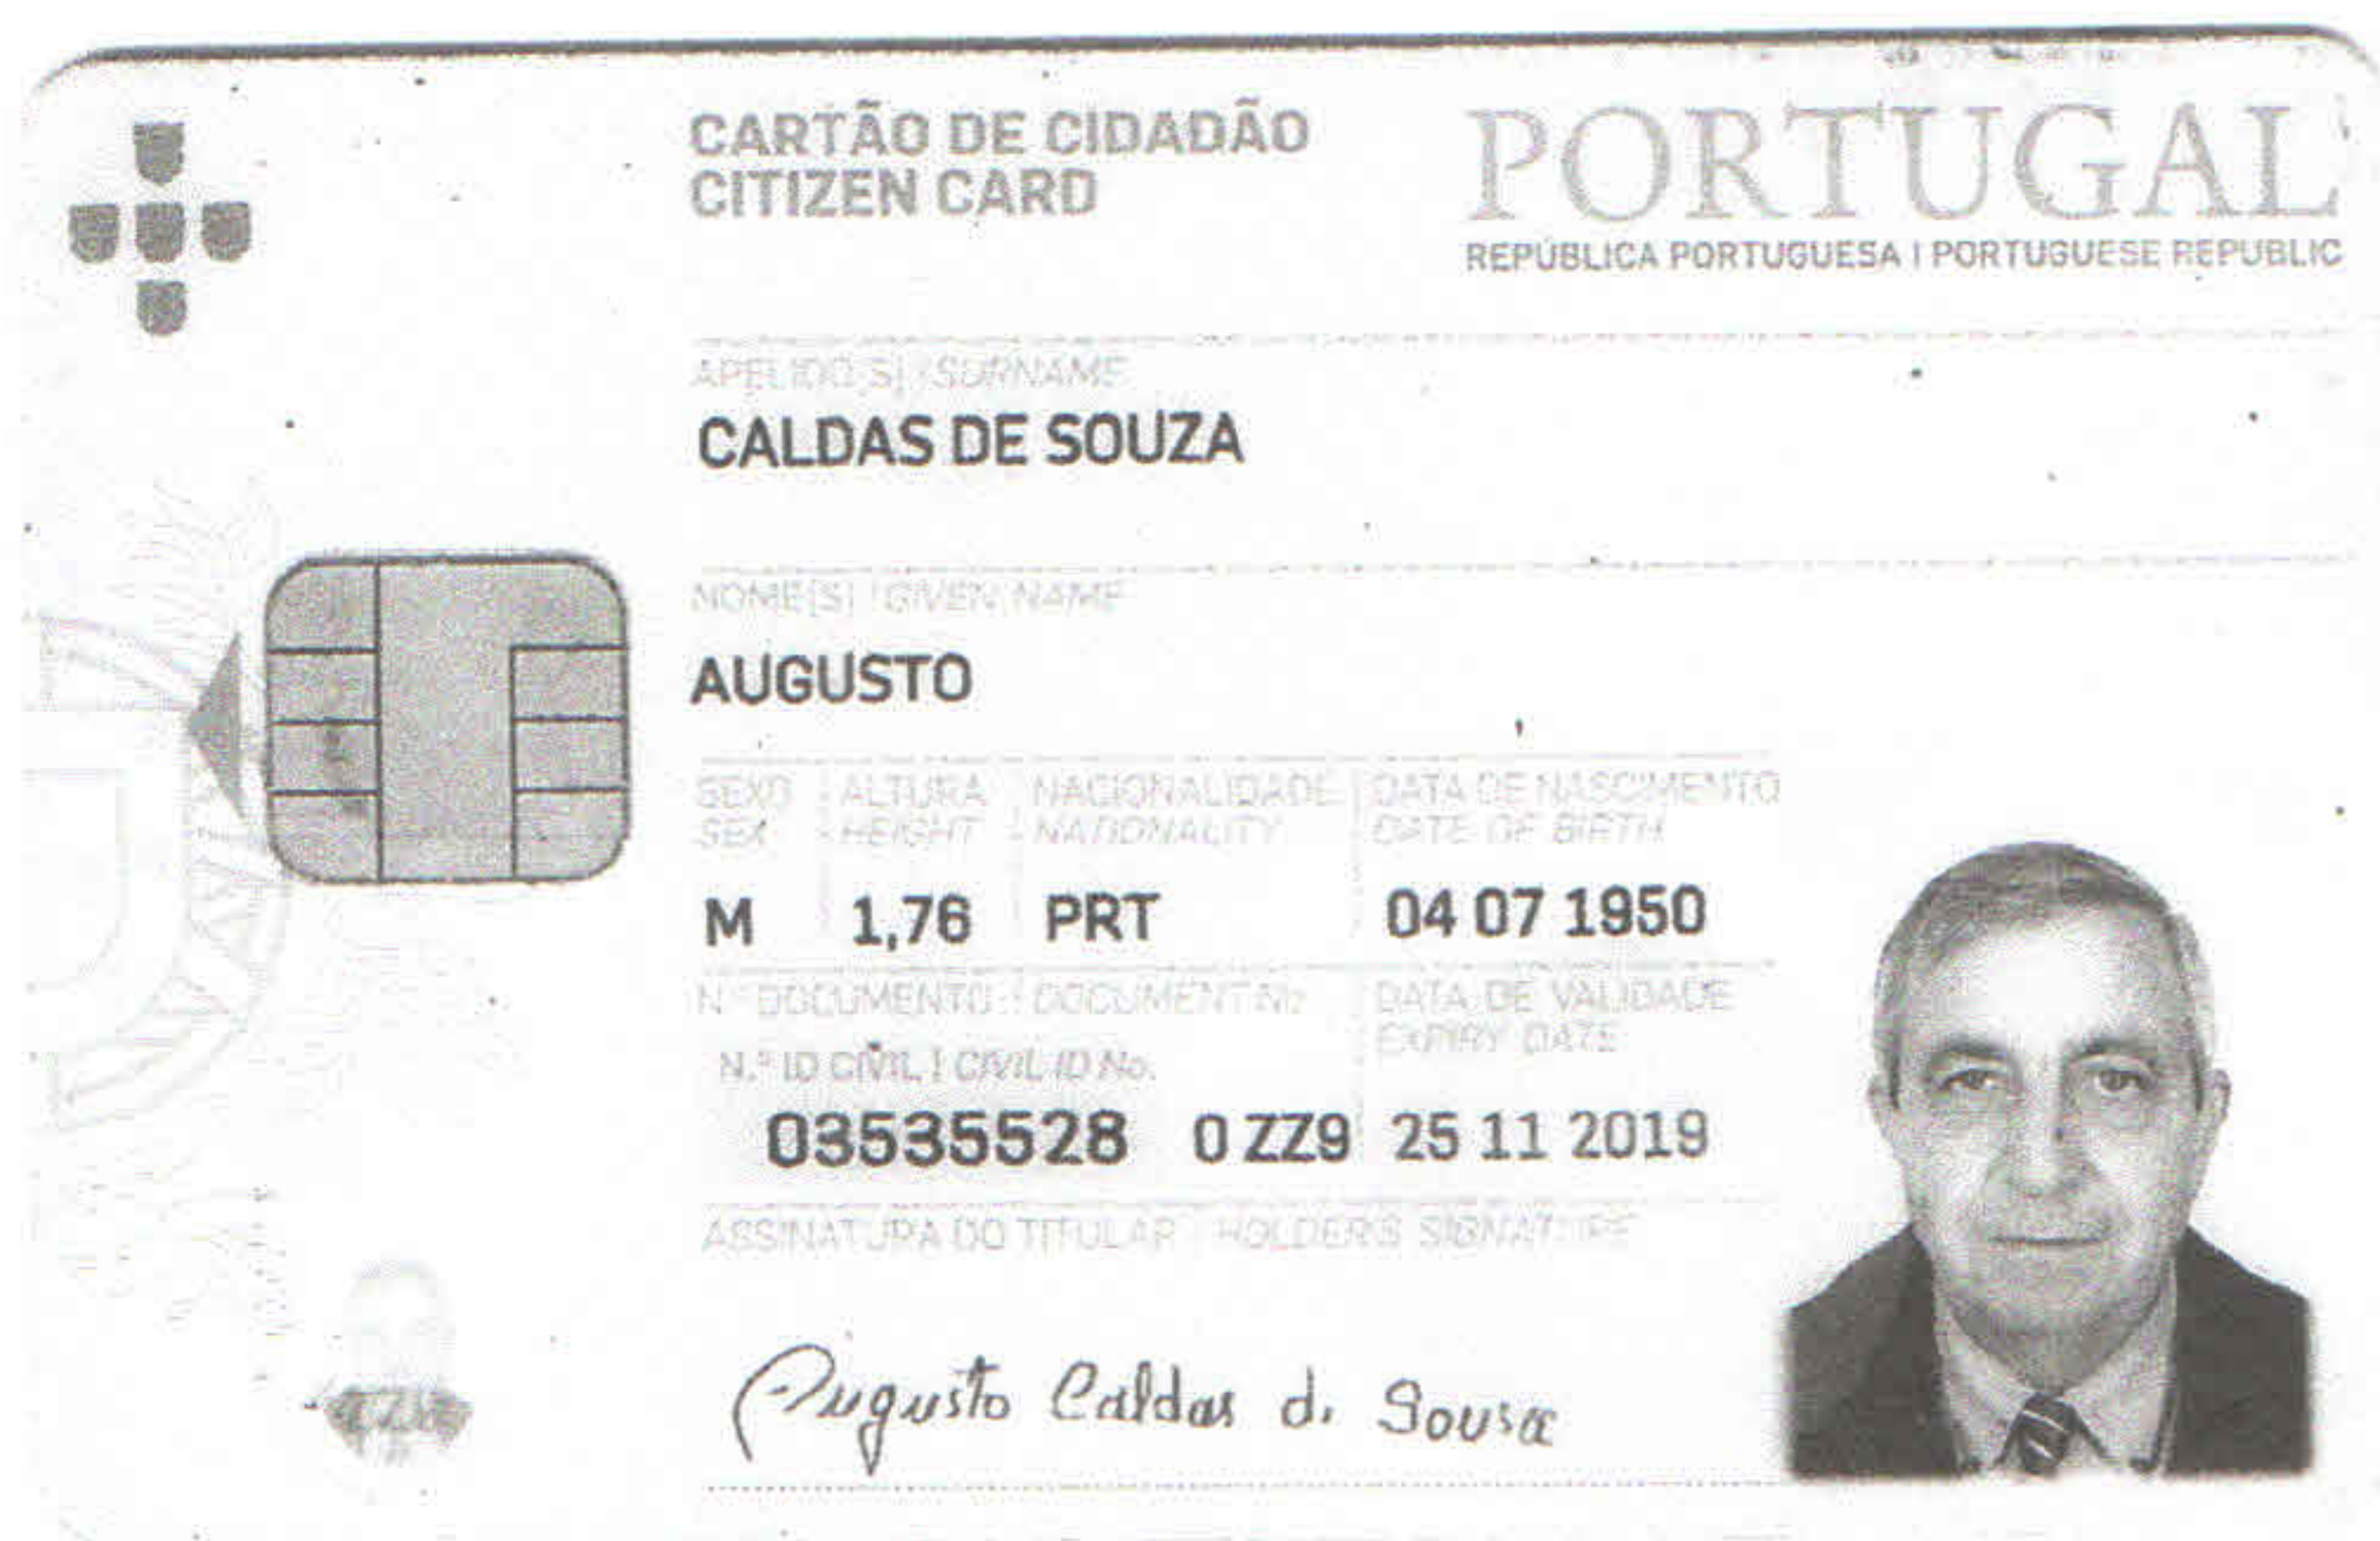 CARTÃO DE CIDADÃO
CITIZEN CARD
PORTUGAL
REPÚBLICA PORTUGUESA | PORTUGUESE REPUBLIC
APELIDO[S] | SURNAME
CALDAS DE SOUZA
NOME[S] | GIVEN NAME
AUGUSTO
SEXO ALTURA NACIONALIDADE DATA DE NASCIMENTO
SEX HEIGHT NATIONALITY DATE OF BIRTH
M 1,76 PRT 04 07 1950
N.º DOCUMENTO | DOCUMENT No. DATA DE VALIDADE
EXPIRY DATE
N.º ID CIVIL | CIVIL ID No.
03535528 0 ZZ9 25 11 2019
ASSINATURA DO TITULAR | HOLDER'S SIGNATURE
Augusto Caldas de Sousa